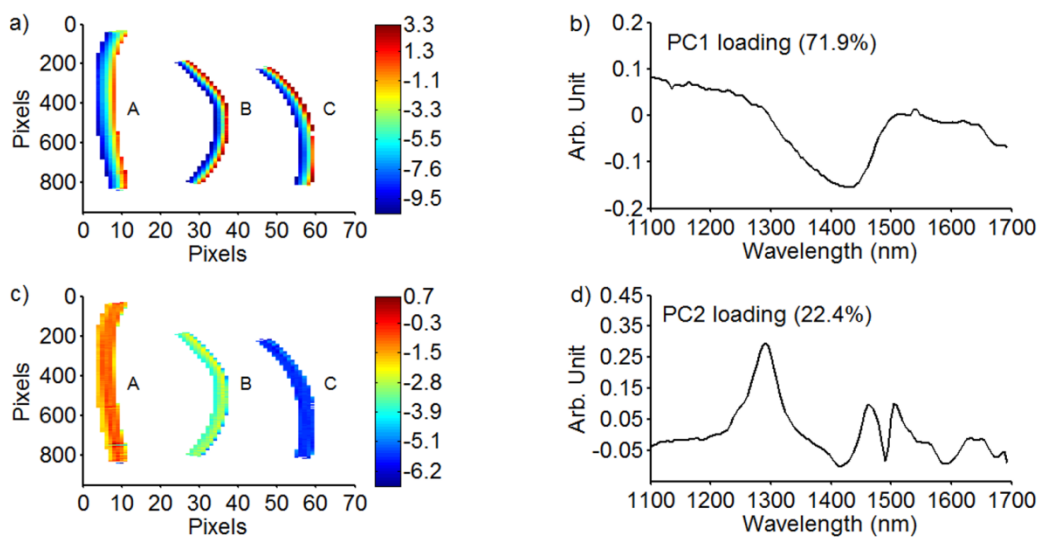 a)
0
200
400
600
800
Pixels
A
B
C
0 10 20 30 40 50 60 70
Pixels
3.3
1.3
-1.1
-3.3
-5.5
-7.6
-9.5
b)
PC1 loading (71.9%)
0.2
0.1
0
-0.1
-0.2
Arb. Unit
1100 1200 1300 1400 1500 1600 1700
Wavelength (nm)
c)
0
200
400
600
800
Pixels
A
B
C
0 10 20 30 40 50 60 70
Pixels
0.7
-0.3
-1.5
-2.8
-3.9
-5.1
-6.2
d)
PC2 loading (22.4%)
0.45
0.35
0.25
0.15
0.05
-0.05
Arb. Unit
1100 1200 1300 1400 1500 1600 1700
Wavelength (nm)